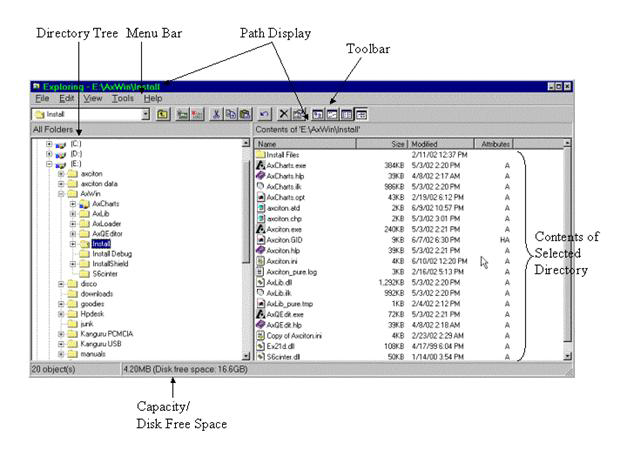 Directory Tree Menu Bar Path Display
Toolbar
Exploring - E:\AxWin\Install
File Edit View Tools Help
Install
All Folders Contents of 'E:\AxWin\Install'
Name Size Modified Attributes
(C:)
(D:)
(E:)
axciton
axciton data
AxWin
AxCharts
AxLib
AxLoader
AxQEditor
Install
Install Debug
InstallShield
S6cinter
disco
downloads
goodies
Hpdesk
junk
Kanguru PCMCIA
Kanguru USB
manuals
Install Files 2/11/02 12:37 PM
AxCharts.exe 384KB 5/3/02 2:20 PM A
AxCharts.hlp 39KB 4/8/02 2:17 AM A
AxCharts.ilk 986KB 5/3/02 2:20 PM A
AxCharts.opt 43KB 2/19/02 6:12 PM A
axciton.atd 2KB 6/9/02 10:57 PM A
axciton.chp 2KB 5/3/02 3:01 PM A
Axciton.exe 240KB 5/3/02 2:21 PM A
Axciton.GID 9KB 6/7/02 6:30 PM HA
Axciton.hlp 39KB 5/3/02 2:21 PM A
Axciton.ini 4KB 6/10/02 12:20 PM A
Axciton_pure.log 3KB 2/16/02 5:13 PM A
AxLib.dll 1,292KB 5/3/02 2:20 PM A
AxLib.ilk 992KB 5/3/02 2:20 PM A
AxLib_pure.tmp 1KB 2/4/02 2:12 PM A
AxQEdit.exe 72KB 5/3/02 2:21 PM A
AxQEdit.hlp 39KB 4/8/02 2:18 AM A
Copy of Axciton.ini 4KB 2/23/02 2:29 AM A
Ex21d.dll 108KB 4/17/99 6:04 PM A
S6cinter.dll 50KB 1/14/00 3:54 PM A
Contents of
Selected
Directory
20 object(s) 4.20MB (Disk free space: 16.6GB)
Capacity/
Disk Free Space